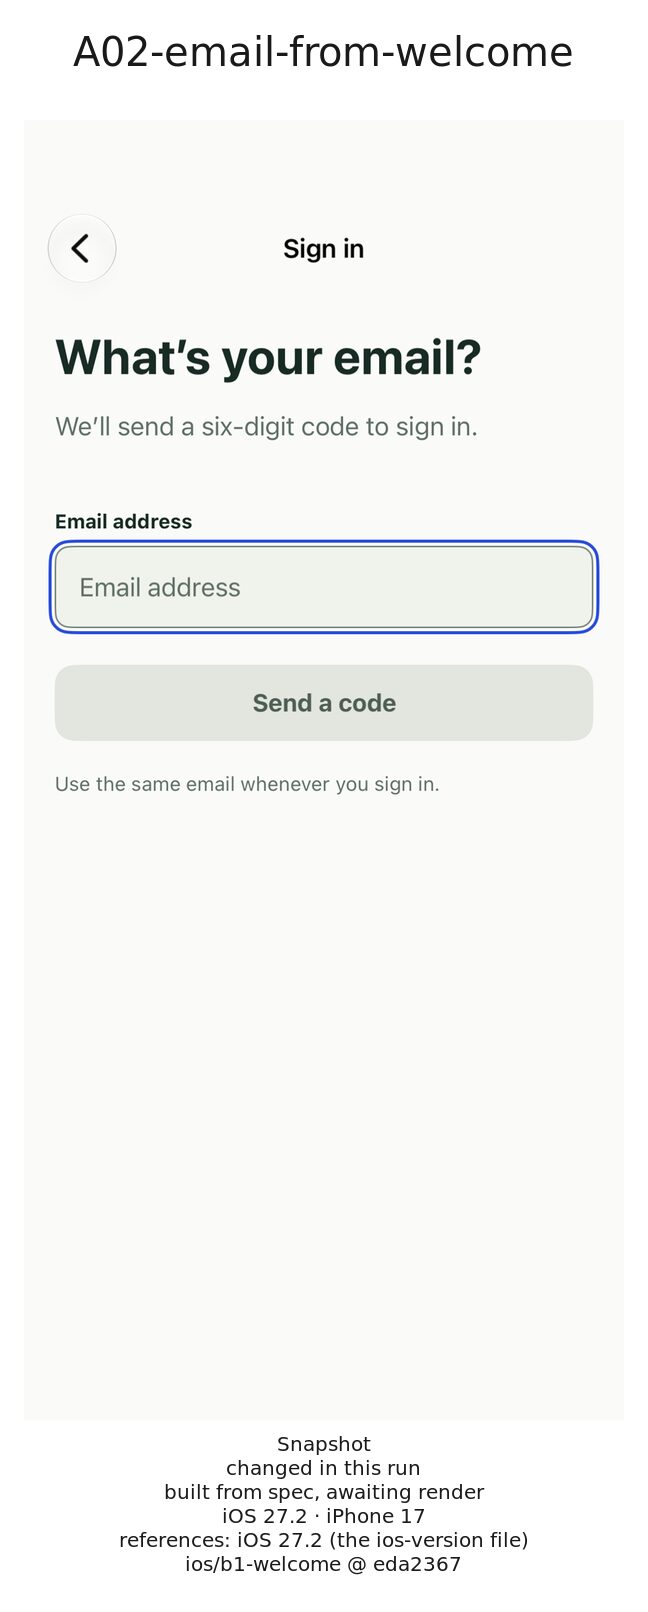 A02-email-from-welcome
Sign in
What’s your email?
We’ll send a six-digit code to sign in.
Email address
Email address
Send a code
Use the same email whenever you sign in.
Snapshot
changed in this run
built from spec, awaiting render
iOS 27.2 · iPhone 17
references: iOS 27.2 (the ios-version file)
ios/b1-welcome @ eda2367